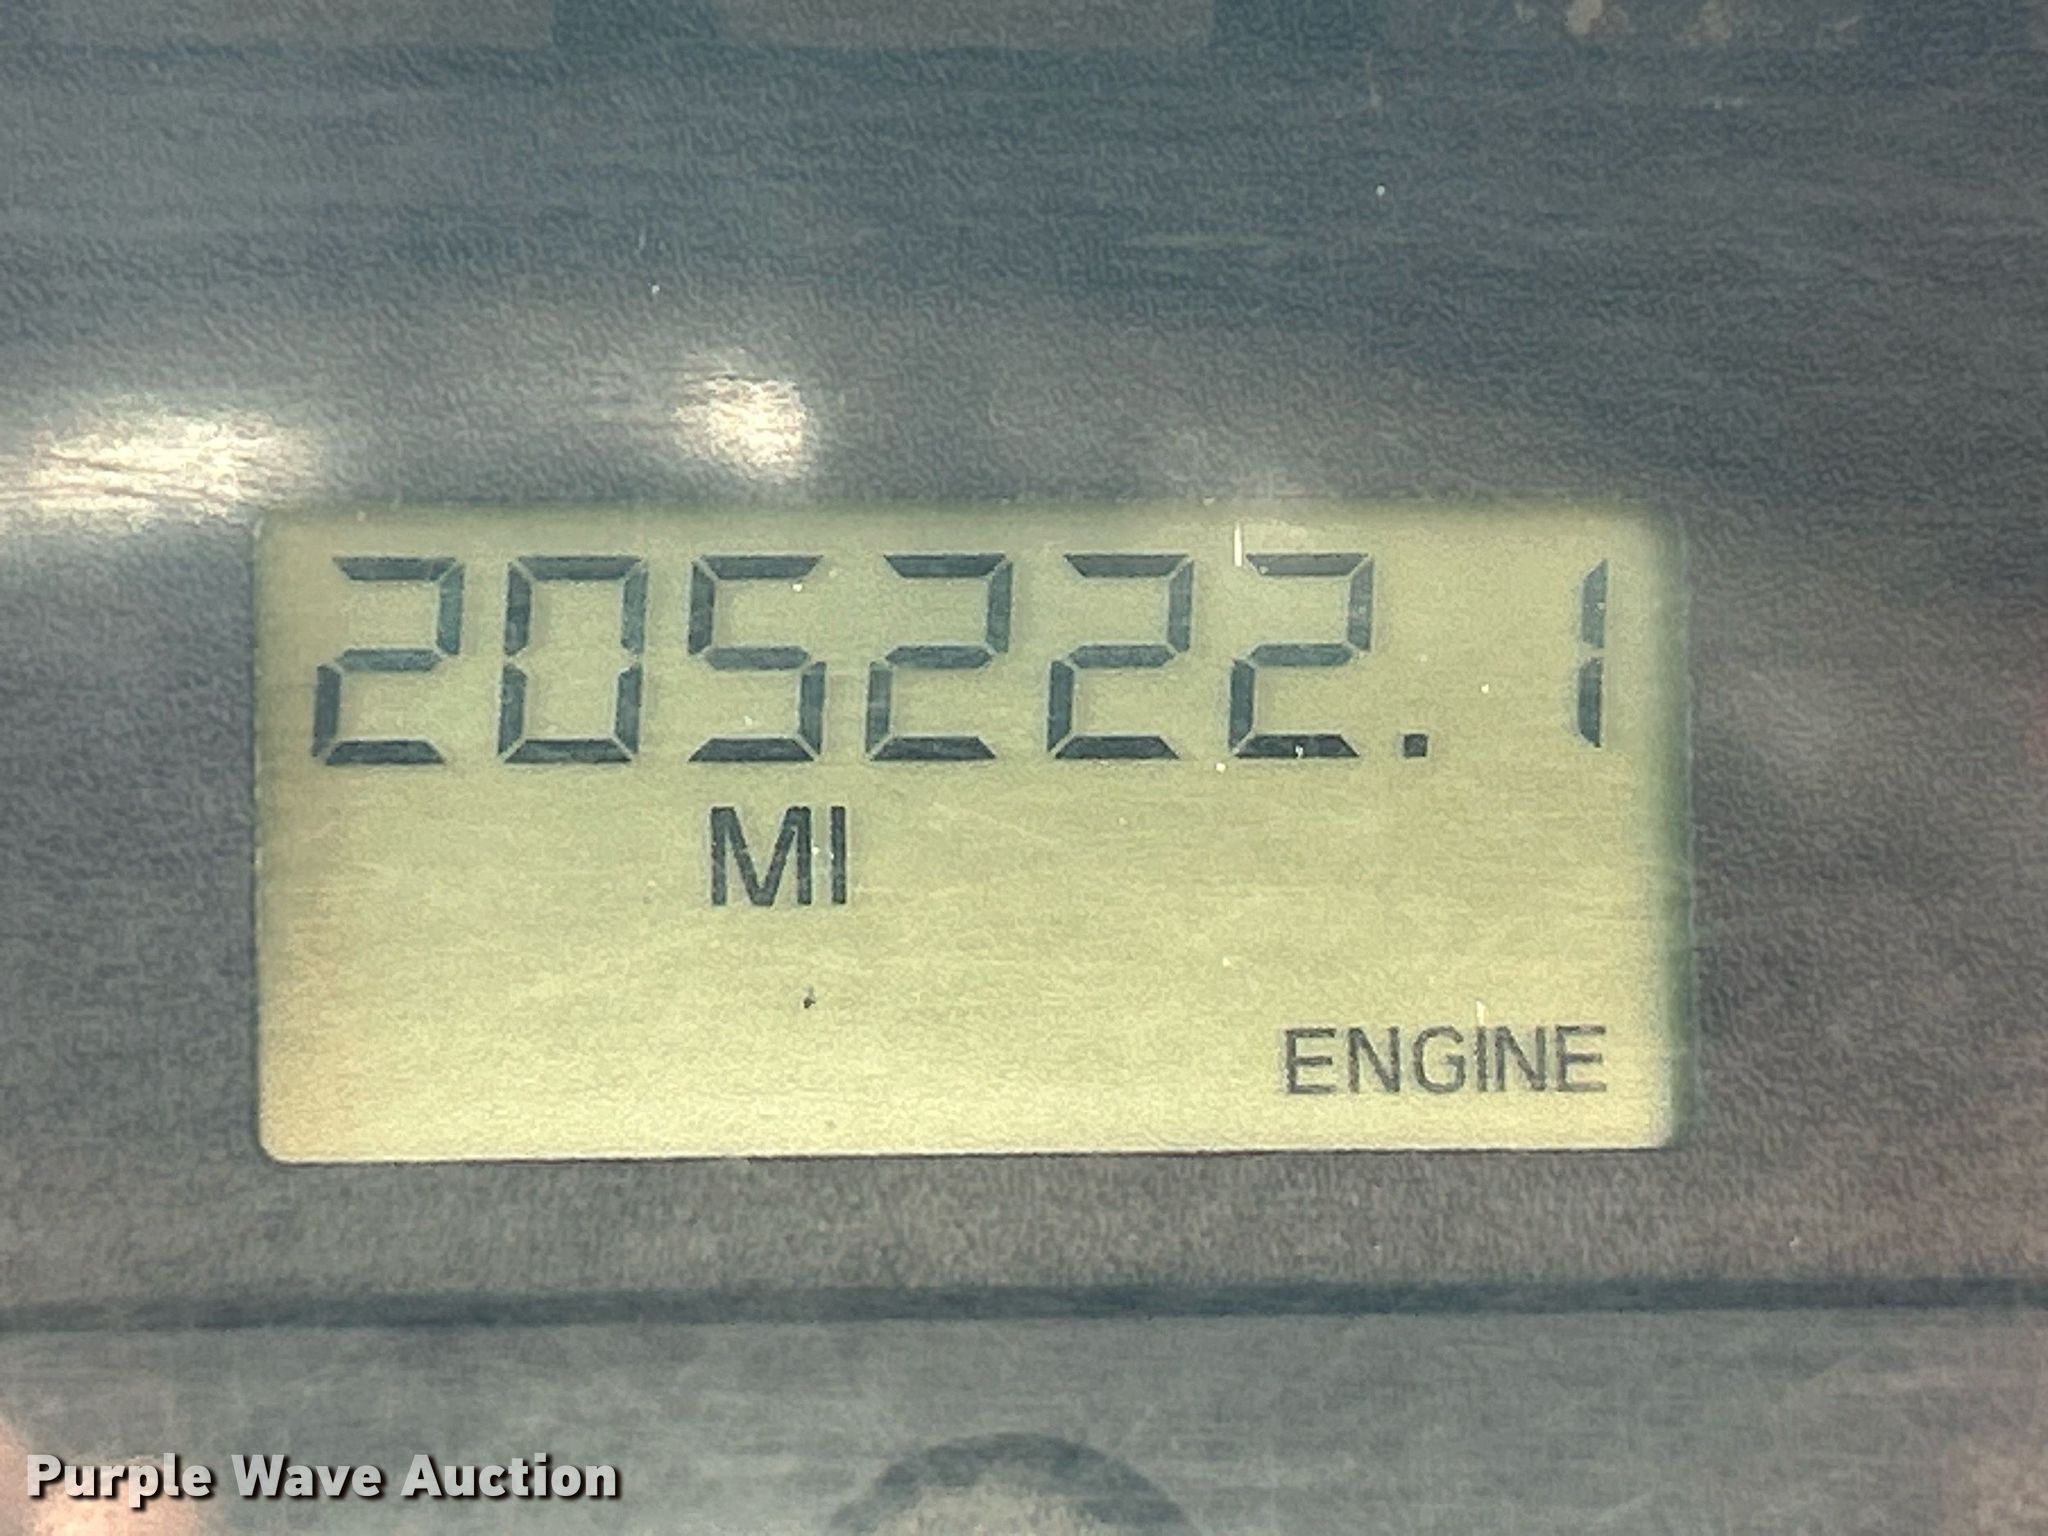 205222.1
MI
ENGINE
Purple Wave Auction